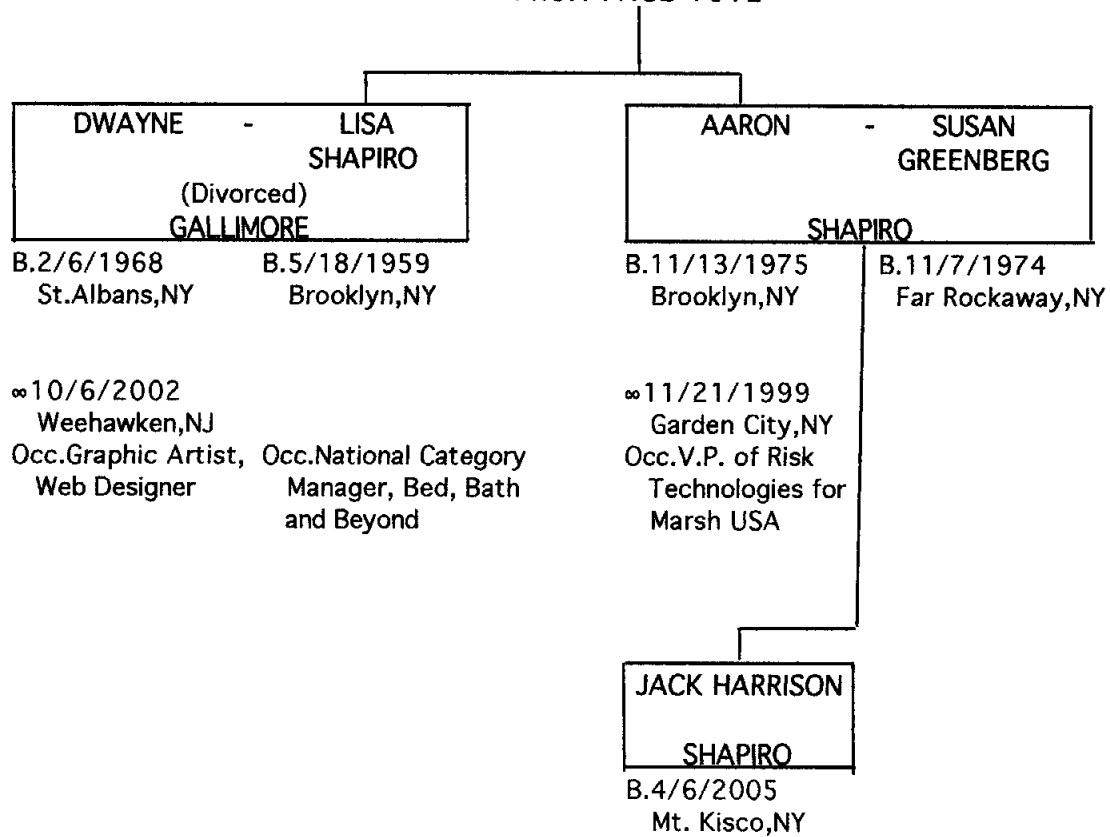 DWAYNE - LISA
SHAPIRO
(Divorced)
GALLIMORE
B.2/6/1968 B.5/18/1959
St.Albans,NY Brooklyn,NY
∞10/6/2002
Weehawken,NJ
Occ.Graphic Artist, Occ.National Category
Web Designer Manager, Bed, Bath
and Beyond
AARON - SUSAN
GREENBERG
SHAPIRO
B.11/13/1975 B.11/7/1974
Brooklyn,NY Far Rockaway,NY
∞11/21/1999
Garden City,NY
Occ.V.P. of Risk
Technologies for
Marsh USA
JACK HARRISON
SHAPIRO
B.4/6/2005
Mt. Kisco,NY